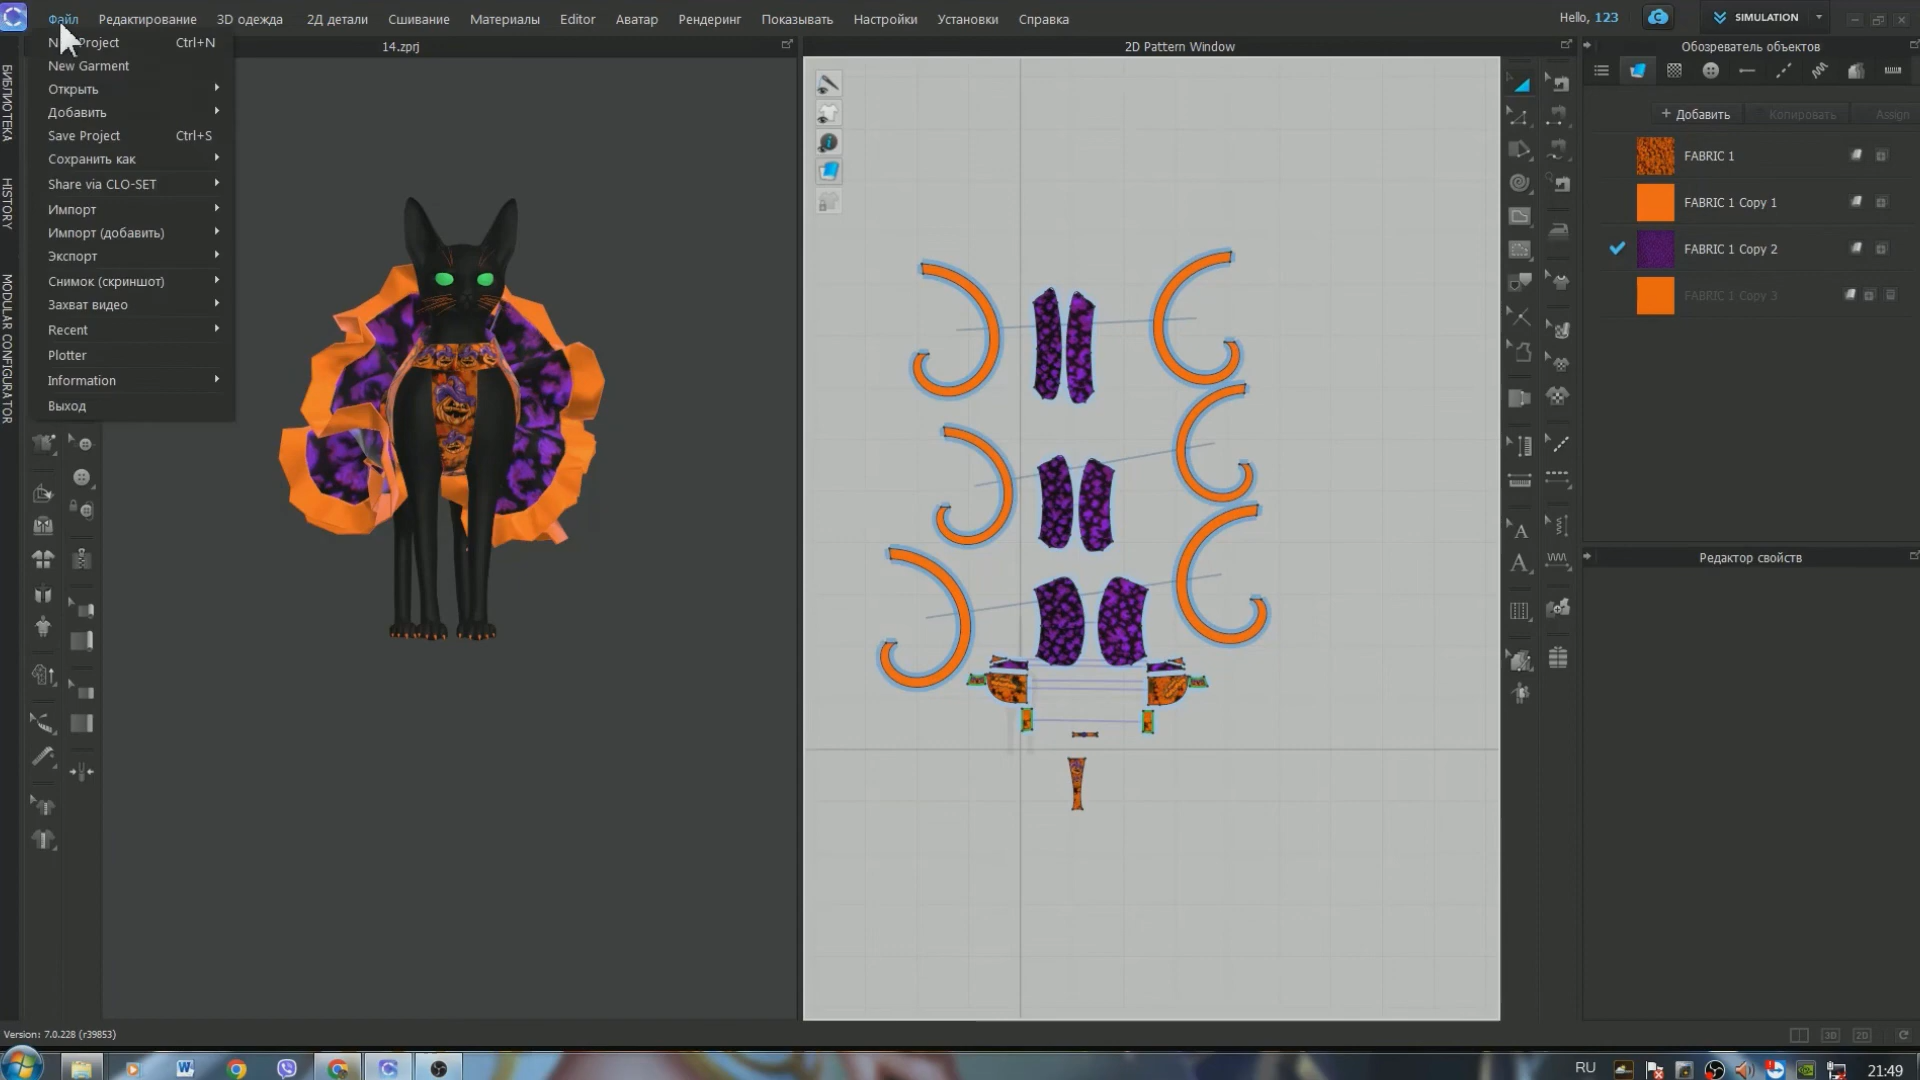 Файл Редактирование 3D одежда 2Д детали Сшивание Материалы Editor Аватар Рендеринг Показывать Настройки Установки Справка
Hello, 123
SIMULATION
14.zprj
2D Pattern Window
Обозреватель объектов
Project Ctrl+N
New Garment
Открыть
Добавить
Save Project Ctrl+S
Сохранить как
Share via CLO-SET
Импорт
Импорт (добавить)
Экспорт
Снимок (скриншот)
Захват видео
Recent
Plotter
Information
Выход
БИБЛИОТЕКА
HISTORY
MODULAR CONFIGURATOR
+ Добавить Копировать Assign
FABRIC 1
FABRIC 1 Copy 1
FABRIC 1 Copy 2
FABRIC 1 Copy 3
Редактор свойств
Version: 7.0.228 (r39853)
3D 2D
RU
21:49